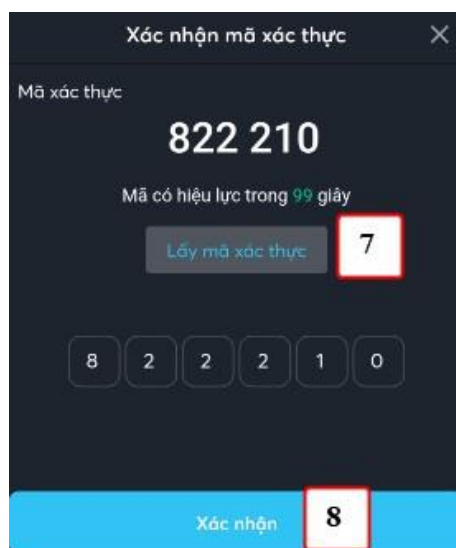 Xác nhận mã xác thực
Mã xác thực
822 210
Mã có hiệu lực trong 99 giây
Lấy mã xác thực 7
8 2 2 2 1 0
Xác nhận 8